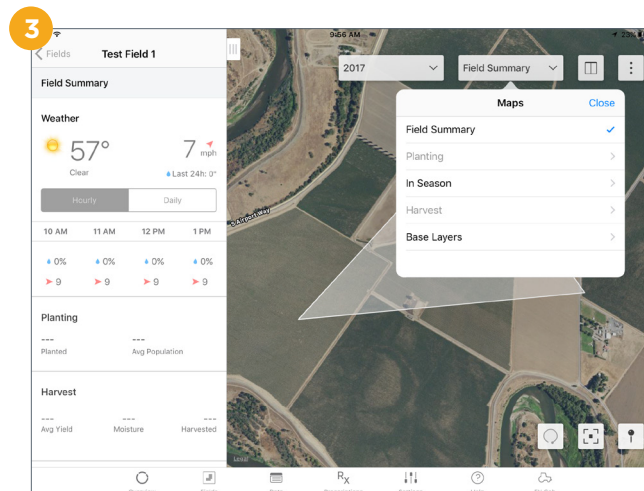 3
9:56 AM
23%
Fields
Test Field 1
2017
Field Summary
Field Summary
Maps
Close
Weather
Field Summary
57°
7 mph
Planting
Clear
Last 24h: 0"
In Season
Hourly
Daily
Harvest
S Airport Way
10 AM
11 AM
12 PM
1 PM
Base Layers
0%
0%
0%
0%
9
9
9
9
Planting
---
---
Planted
Avg Population
Harvest
---
---
---
Avg Yield
Moisture
Harvested
Legal